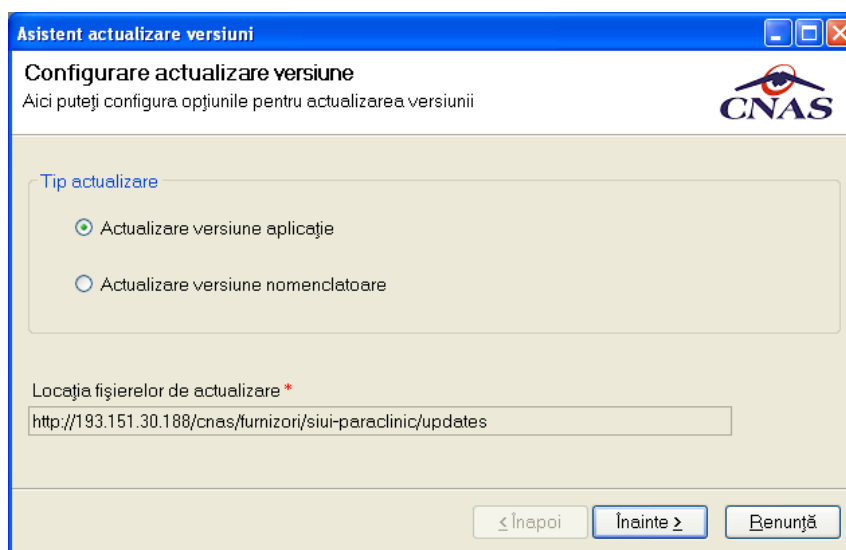 Asistent actualizare versiuni
Configurare actualizare versiune
Aici puteţi configura opţiunile pentru actualizarea versiunii
CNAS
Tip actualizare
Actualizare versiune aplicaţie
Actualizare versiune nomenclatoare
Locaţia fişierelor de actualizare *
http://193.151.30.188/cnas/furnizori/siui-paraclinic/updates
< Înapoi
Înainte >
Renunţă